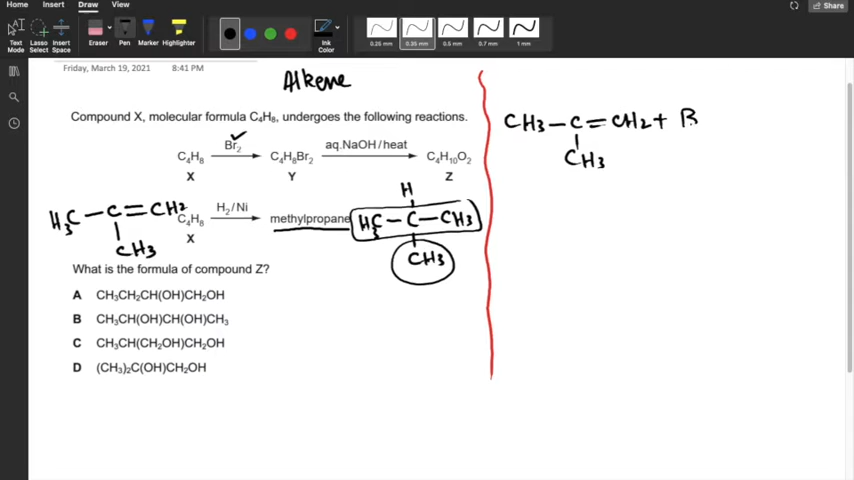 Home Insert Draw View Share
Text Mode Lasso Select Insert Space Eraser Pen Marker Highlighter Ink Color 0.25 mm 0.35 mm 0.5 mm 0.7 mm 1 mm
Friday, March 19, 2021 8:41 PM
Alkene
Compound X, molecular formula C₄H₈, undergoes the following reactions.
C₄H₈ Br₂ → C₄H₈Br₂ aq.NaOH/heat → C₄H₁₀O₂
X Y Z
H
H₃C – C = CH₂ C₄H₈ H₂/Ni → methylpropane H₃C – C – CH₃
X
CH₃ CH₃
What is the formula of compound Z?
A CH₃CH₂CH(OH)CH₂OH
B CH₃CH(OH)CH(OH)CH₃
C CH₃CH(CH₂OH)CH₂OH
D (CH₃)₂C(OH)CH₂OH
CH₃ – C = CH₂ + B
CH₃